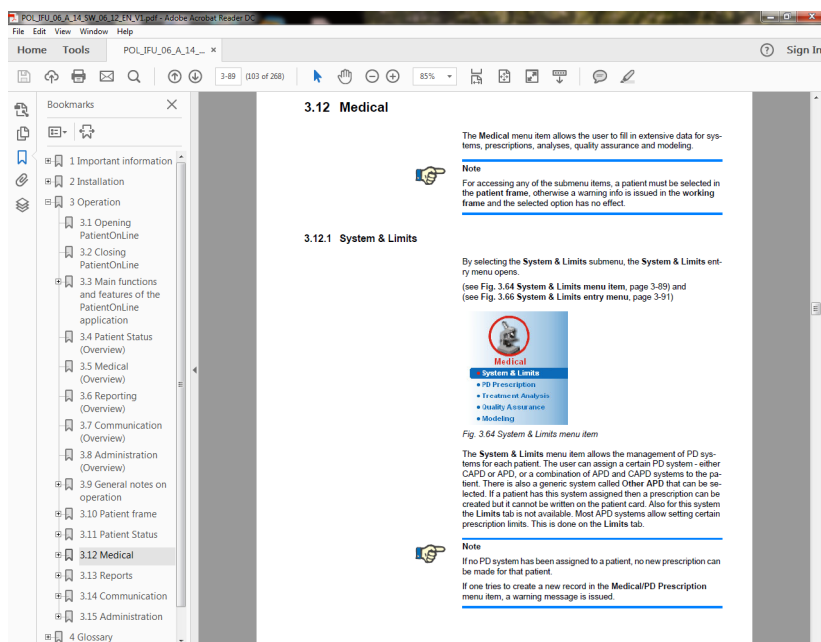 POL_IFU_06_A_14_SW_06_12_EN_V1.pdf - Adobe Acrobat Reader DC
File Edit View Window Help
Home Tools POL_IFU_06_A_14_... × Sign In
3-89 (103 of 268) 85%
Bookmarks
1 Important information
2 Installation
3 Operation
3.1 Opening
PatientOnLine
3.2 Closing
PatientOnLine
3.3 Main functions
and features of the
PatientOnLine
application
3.4 Patient Status
(Overview)
3.5 Medical
(Overview)
3.6 Reporting
(Overview)
3.7 Communication
(Overview)
3.8 Administration
(Overview)
3.9 General notes on
operation
3.10 Patient frame
3.11 Patient Status
3.12 Medical
3.13 Reports
3.14 Communication
3.15 Administration
4 Glossary
3.12 Medical
The Medical menu item allows the user to fill in extensive data for sys-
tems, prescriptions, analyses, quality assurance and modeling.
Note
For accessing any of the submenu items, a patient must be selected in
the patient frame, otherwise a warning info is issued in the working
frame and the selected option has no effect.
3.12.1 System & Limits
By selecting the System & Limits submenu, the System & Limits ent-
ry menu opens.
(see Fig. 3.64 System & Limits menu item, page 3-89) and
(see Fig. 3.66 System & Limits entry menu, page 3-91)
Medical
• System & Limits
• PD Prescription
• Treatment Analysis
• Quality Assurance
• Modeling
Fig. 3.64 System & Limits menu item
The System & Limits menu item allows the management of PD sys-
tems for each patient. The user can assign a certain PD system - either
CAPD or APD, or a combination of APD and CAPD systems to the pa-
tient. There is also a generic system called Other APD that can be se-
lected. If a patient has this system assigned then a prescription can be
created but it cannot be written on the patient card. Also for this system
the Limits tab is not available. Most APD systems allow setting certain
prescription limits. This is done on the Limits tab.
Note
If no PD system has been assigned to a patient, no new prescription can
be made for that patient.
If one tries to create a new record in the Medical/PD Prescription
menu item, a warning message is issued.